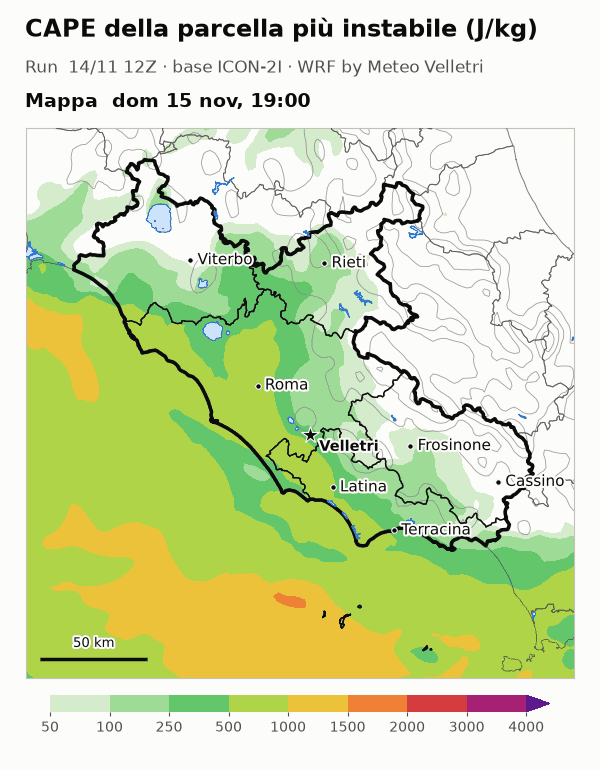 CAPE della parcella più instabile (J/kg)
Run  14/11 12Z · base ICON-2I · WRF by Meteo Velletri
Mappa  dom 15 nov, 19:00
Viterbo
Rieti
Roma
Velletri
Frosinone
Cassino
Latina
Terracina
50 km
50 100 250 500 1000 1500 2000 3000 4000